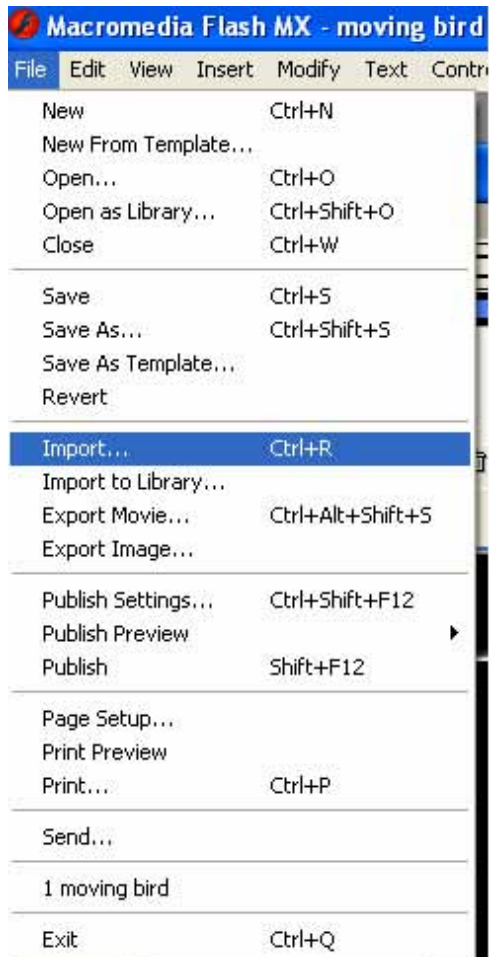 Macromedia Flash MX - moving bird
File Edit View Insert Modify Text Contr
New Ctrl+N
New From Template...
Open... Ctrl+O
Open as Library... Ctrl+Shift+O
Close Ctrl+W
Save Ctrl+S
Save As... Ctrl+Shift+S
Save As Template...
Revert
Import... Ctrl+R
Import to Library...
Export Movie... Ctrl+Alt+Shift+S
Export Image...
Publish Settings... Ctrl+Shift+F12
Publish Preview
Publish Shift+F12
Page Setup...
Print Preview
Print... Ctrl+P
Send...
1 moving bird
Exit Ctrl+Q